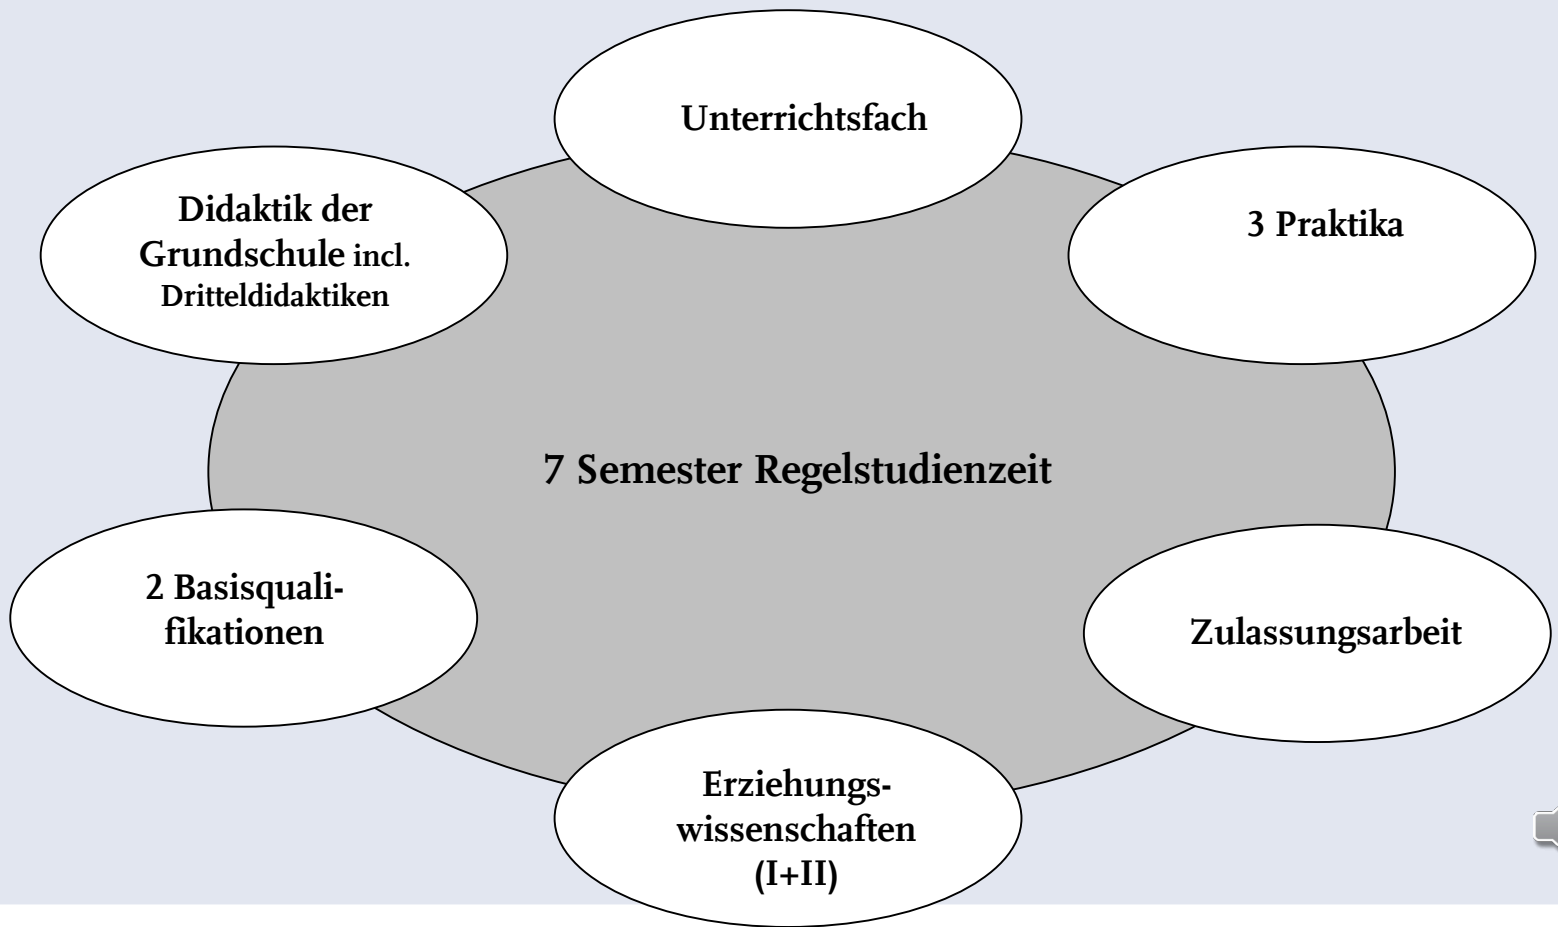 Unterrichtsfach
Didaktik der
Grundschule incl.
Dritteldidaktiken
3 Praktika
7 Semester Regelstudienzeit
2 Basisquali-
fikationen
Zulassungsarbeit
Erziehungs-
wissenschaften
(I+II)